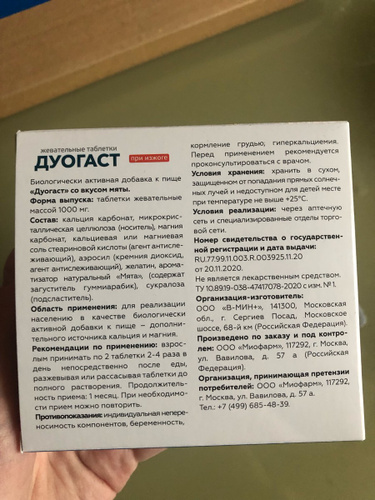 жевательные таблетки
ДУОГАСТ
при изжоге
Биологически активная добавка к пище
«Дуогаст» со вкусом мяты.
Форма выпуска: таблетки жевательные
массой 1000 мг.
Состав: кальция карбонат, микрокрис-
таллическая целлюлоза (носитель), магния
карбонат, кальциевая или магниевая
соль стеариновой кислоты (агент антисле-
живающий), аэросил (кремния диоксид,
агент антислеживающий), желатин, арома-
тизатор натуральный «Мята», (содержит
загуститель гуммиарабик), сукралоза
(подсластитель).
Область применения: для реализации
населению в качестве биологически
активной добавки к пище – дополни-
тельного источника кальция и магния.
Рекомендации по применению: взрос-
лым принимать по 2 таблетки 2-4 раза в
день непосредственно после еды,
разжевывая или рассасывая таблетки до
полного растворения. Продолжитель-
ность приема: 1 месяц. При необходимо-
сти прием можно повторить.
Противопоказания: индивидуальная непере-
носимость компонентов, беременность,
кормление грудью, гиперкальциемия.
Перед применением рекомендуется
проконсультироваться с врачом.
Условия хранения: хранить в сухом,
защищенном от попадания прямых солнеч-
ных лучей и недоступном для детей месте
при температуре не выше +25°С.
Условия реализации: через аптечную
сеть и специализированные отделы торго-
вой сети.
Номер свидетельства о государствен-
ной регистрации и дата выдачи:
RU.77.99.11.003.R.003925.11.20
от 20.11.2020.
Не является лекарственным средством.
ТУ 10.89.19-038-47417078-2020 с изм. №1.
Организация-изготовитель:
ООО «В-МИН+», 141300, Московская
обл., г. Сергиев Посад, Московское
шоссе, 68-й км (Российская Федерация).
Произведено по заказу и под контро-
лем: ООО «Миофарм», 117292, г. Москва,
ул. Вавилова, д. 57 а (Российская
Федерация).
Организация, принимающая претензии
потребителей: ООО «Миофарм», 117292,
г. Москва, ул. Вавилова, д. 57 а.
Тел.: +7 (499) 685-48-39.